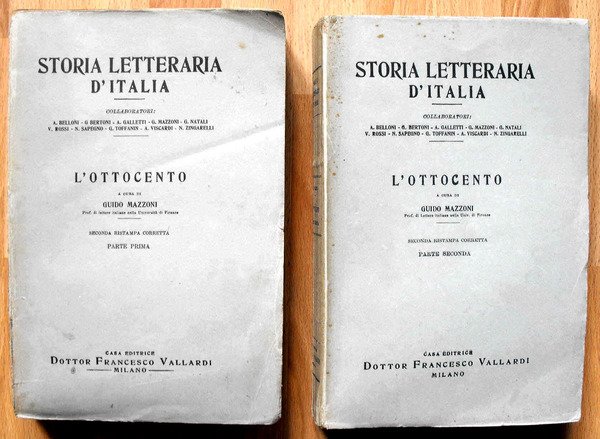 STORIA LETTERARIA
D'ITALIA
COLLABORATORI:
A. BELLONI - G BERTONI - A. GALLETTI - G. MAZZONI - G. NATALI
V. ROSSI - N. SAPEGNO - G. TOFFANIN - A. VISCARDI - N. ZINGARELLI
L'OTTOCENTO
A CURA DI
GUIDO MAZZONI
Prof. di lettere italiane nella Università di Firenze
SECONDA RISTAMPA CORRETTA
PARTE PRIMA
CASA EDITRICE
DOTTOR FRANCESCO VALLARDI
MILANO
STORIA LETTERARIA
D'ITALIA
COLLABORATORI:
A. BELLONI - G. BERTONI - A. GALLETTI - G. MAZZONI - G. NATALI
V. ROSSI - N. SAPEGNO - G. TOFFANIN - A. VISCARDI - N. ZINGARELLI
L'OTTOCENTO
A CURA DI
GUIDO MAZZONI
Prof. di Lettere italiane nella Univ. di Firenze
SECONDA RISTAMPA CORRETTA
PARTE SECONDA
CASA EDITRICE
DOTTOR FRANCESCO VALLARDI
MILANO